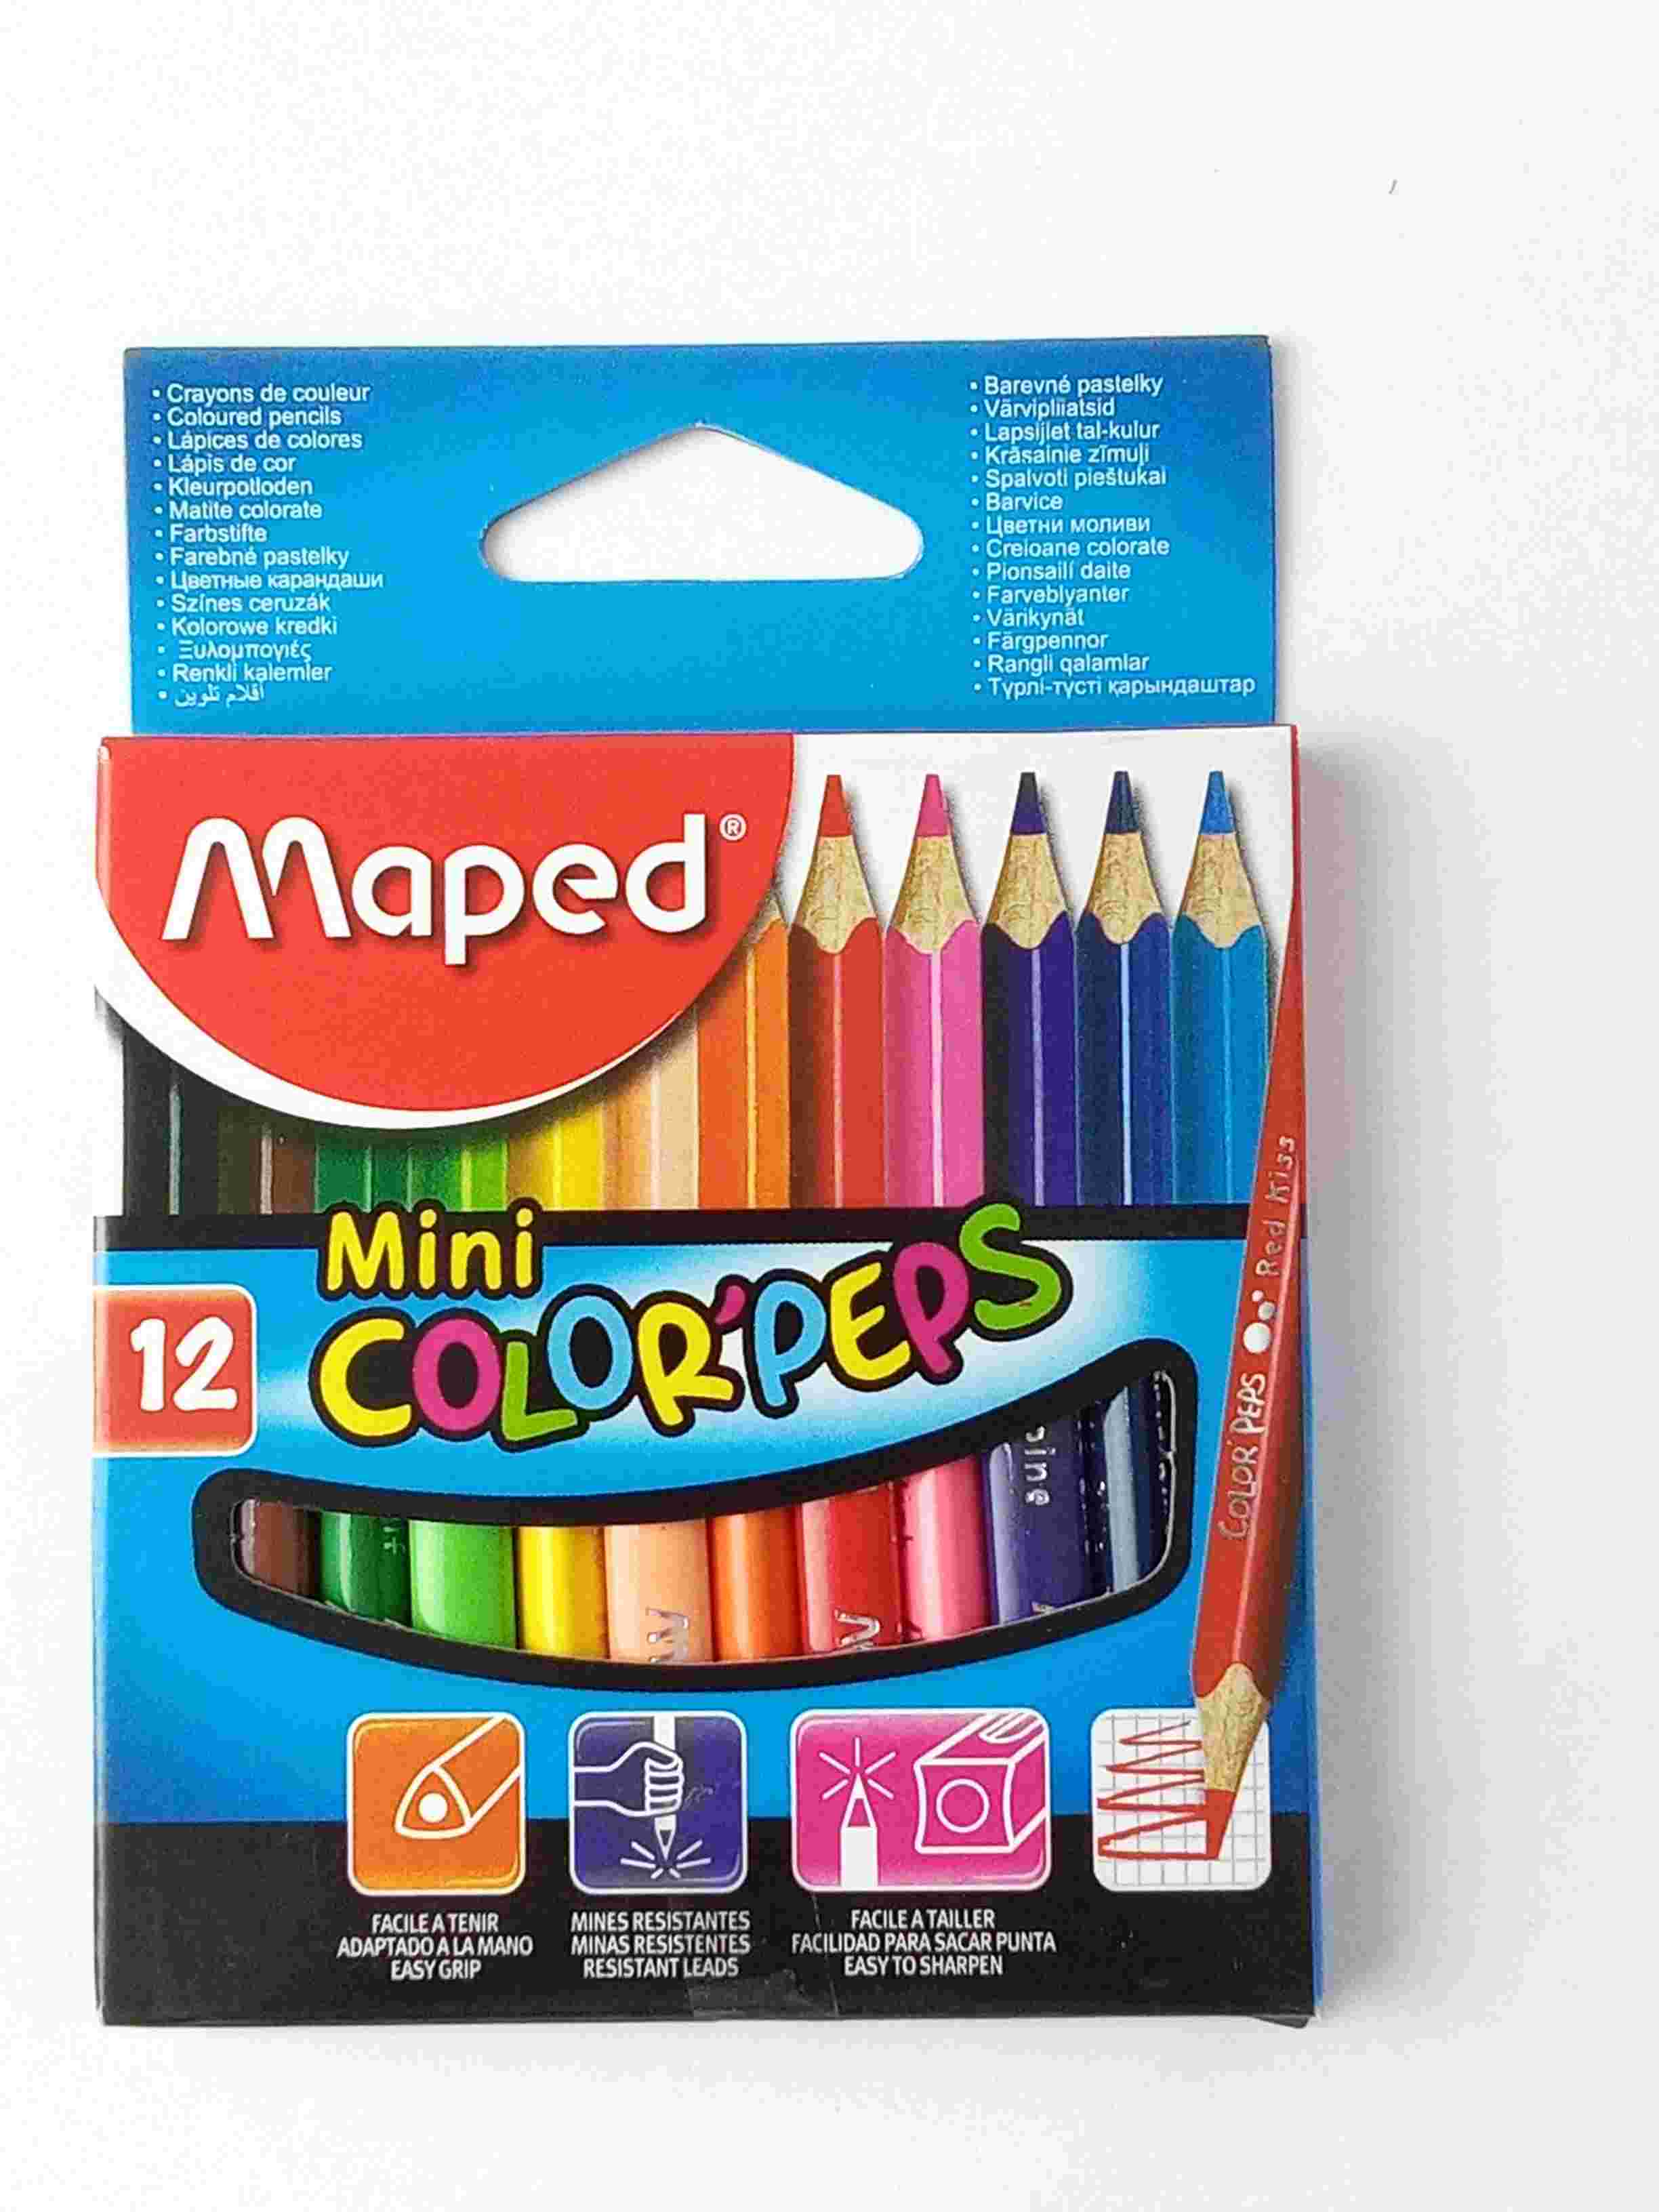 • Crayons de couleur
• Coloured pencils
• Lápices de colores
• Lápis de cor
• Kleurpotloden
• Matite colorate
• Farbstifte
• Farebné pastelky
• Цветные карандаши
• Színes ceruzák
• Kolorowe kredki
• Ξυλομπογιές
• Renkli kalemler
• أقلام تلوين
• Barevné pastelky
• Värvipliiatsid
• Lapsijiet tal-kulur
• Krāsainie zīmuļi
• Spalvoti pieštukai
• Barvice
• Цветни моливи
• Creioane colorate
• Pionsailí daite
• Farveblyanter
• Värikynät
• Färgpennor
• Rangli qalamlar
• Түрлі-түсті қарындаштар
Maped®
Mini
COLOR'PEPS
12
COLOR'PEPS Red Kiss
ping
M
M
FACILE A TENIR
ADAPTADO A LA MANO
EASY GRIP
MINES RESISTANTES
MINAS RESISTENTES
RESISTANT LEADS
FACILE A TAILLER
FACILIDAD PARA SACAR PUNTA
EASY TO SHARPEN